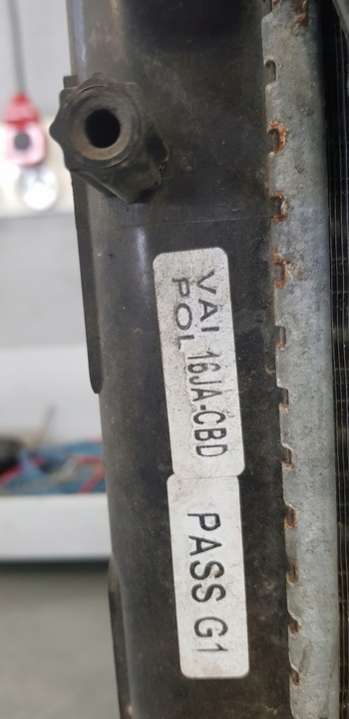 VAI
POL 16JA-CBD
PASS G1